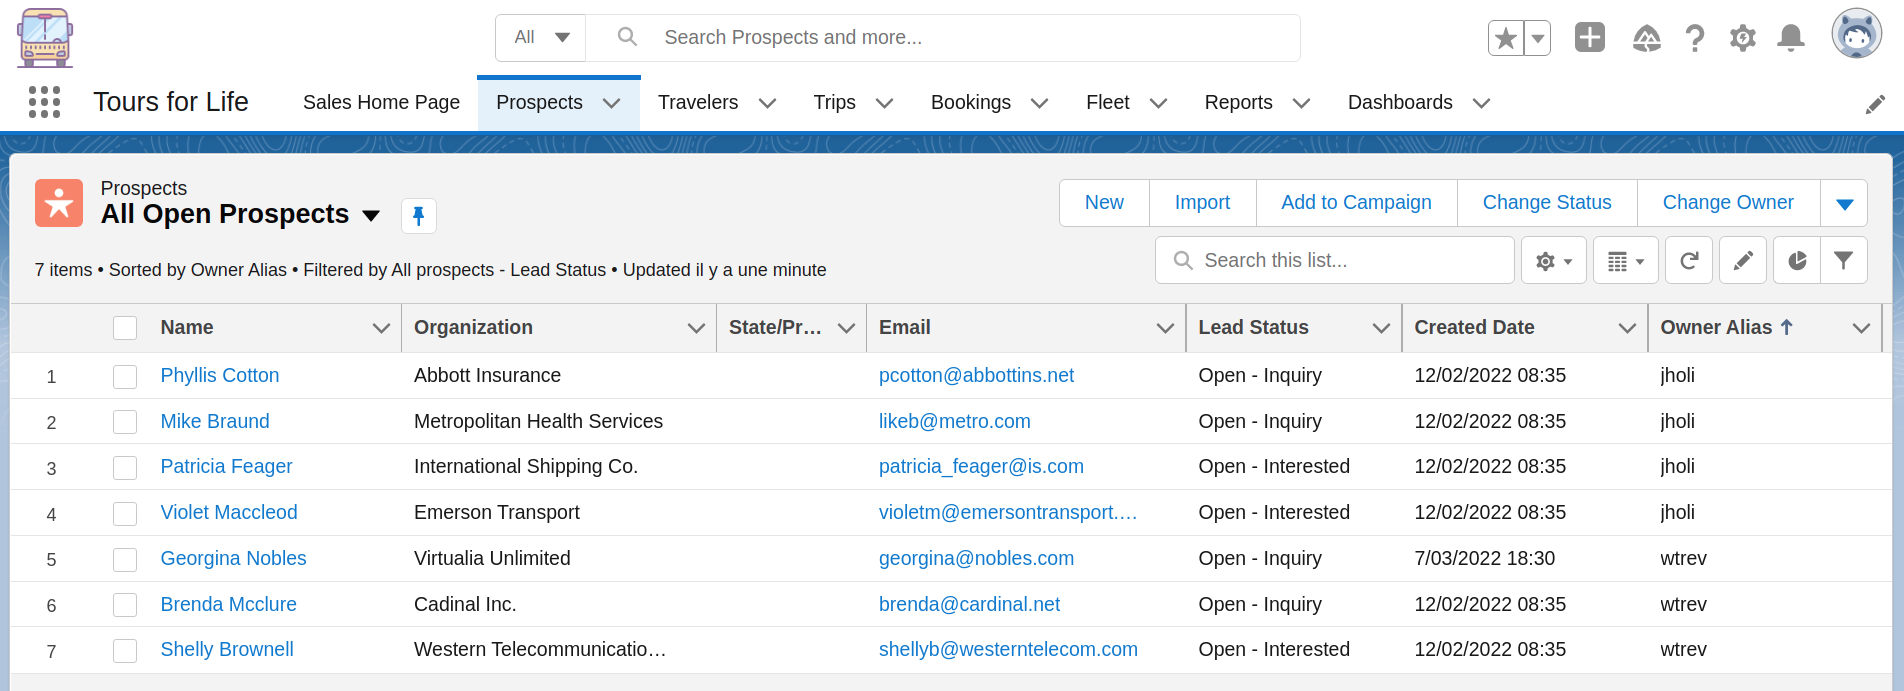 All
Search Prospects and more...
Tours for Life
Sales Home Page
Prospects
Travelers
Trips
Bookings
Fleet
Reports
Dashboards
Prospects
All Open Prospects
New
Import
Add to Campaign
Change Status
Change Owner
7 items • Sorted by Owner Alias • Filtered by All prospects - Lead Status • Updated il y a une minute
Search this list...
Name Organization State/Pr… Email Lead Status Created Date Owner Alias
1 Phyllis Cotton Abbott Insurance pcotton@abbottins.net Open - Inquiry 12/02/2022 08:35 jholi
2 Mike Braund Metropolitan Health Services likeb@metro.com Open - Inquiry 12/02/2022 08:35 jholi
3 Patricia Feager International Shipping Co. patricia_feager@is.com Open - Interested 12/02/2022 08:35 jholi
4 Violet Maccleod Emerson Transport violetm@emersontransport.… Open - Interested 12/02/2022 08:35 jholi
5 Georgina Nobles Virtualia Unlimited georgina@nobles.com Open - Inquiry 7/03/2022 18:30 wtrev
6 Brenda Mcclure Cadinal Inc. brenda@cardinal.net Open - Inquiry 12/02/2022 08:35 wtrev
7 Shelly Brownell Western Telecommunicatio… shellyb@westerntelecom.com Open - Interested 12/02/2022 08:35 wtrev